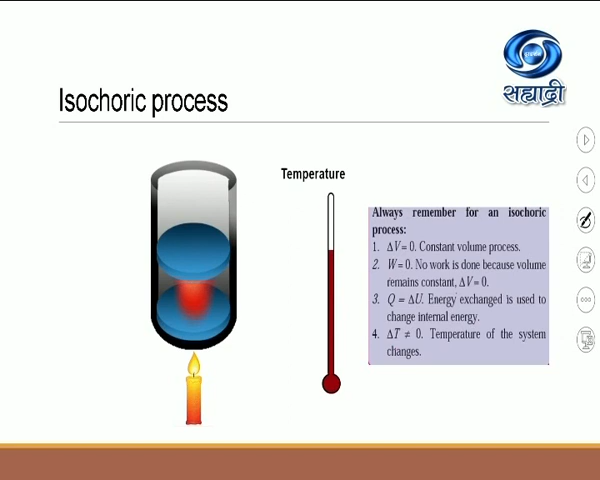 Isochoric process
सह्याद्री
Temperature
Always remember for an isochoric
process:
1. ΔV = 0. Constant volume process.
2. W = 0. No work is done because volume
remains constant, ΔV = 0.
3. Q = ΔU. Energy exchanged is used to
change internal energy.
4. ΔT ≠ 0. Temperature of the system
changes.